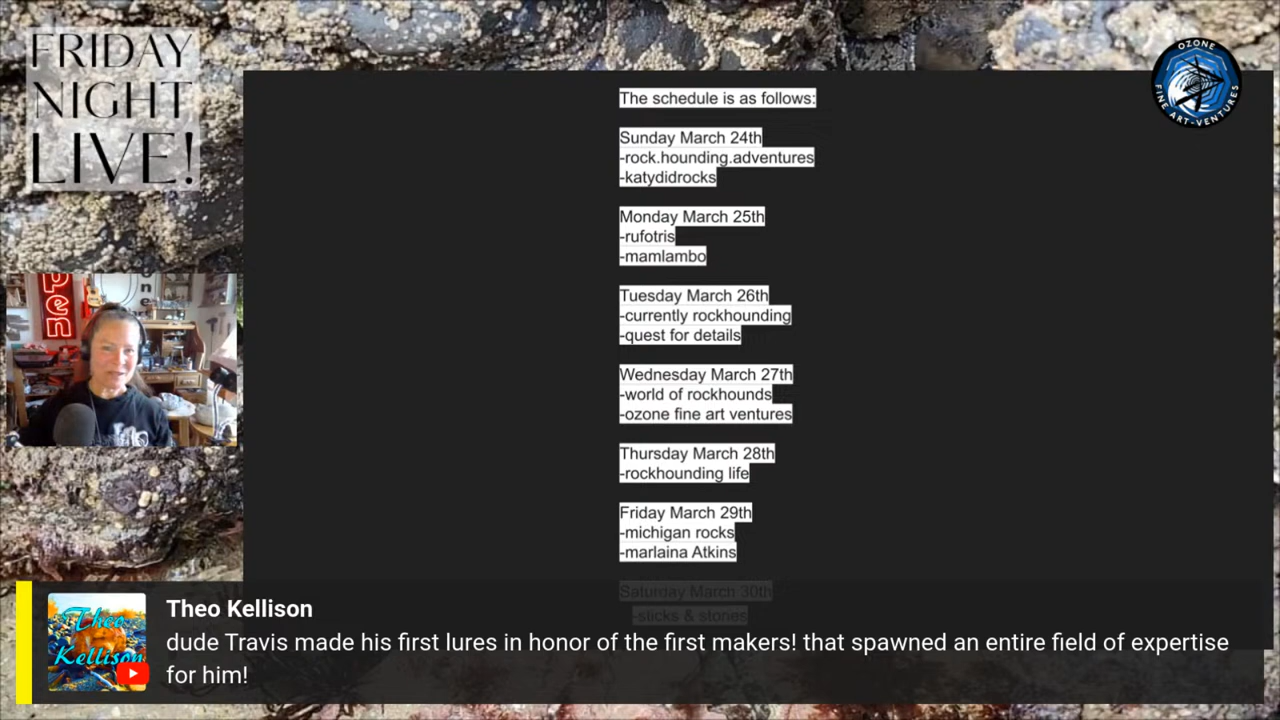 FRIDAY
NIGHT
LIVE!
OZONE
FINE ART-VENTURES
The schedule is as follows:
Sunday March 24th
-rock.hounding.adventures
-katydidrocks
Monday March 25th
-rufotris
-mamlambo
Tuesday March 26th
-currently rockhounding
-quest for details
Wednesday March 27th
-world of rockhounds
-ozone fine art ventures
Thursday March 28th
-rockhounding life
Friday March 29th
-michigan rocks
-marlaina Atkins
Saturday March 30th
-sticks & stones
pen
one
Theo
Kellison
Theo Kellison
dude Travis made his first lures in honor of the first makers! that spawned an entire field of expertise
for him!